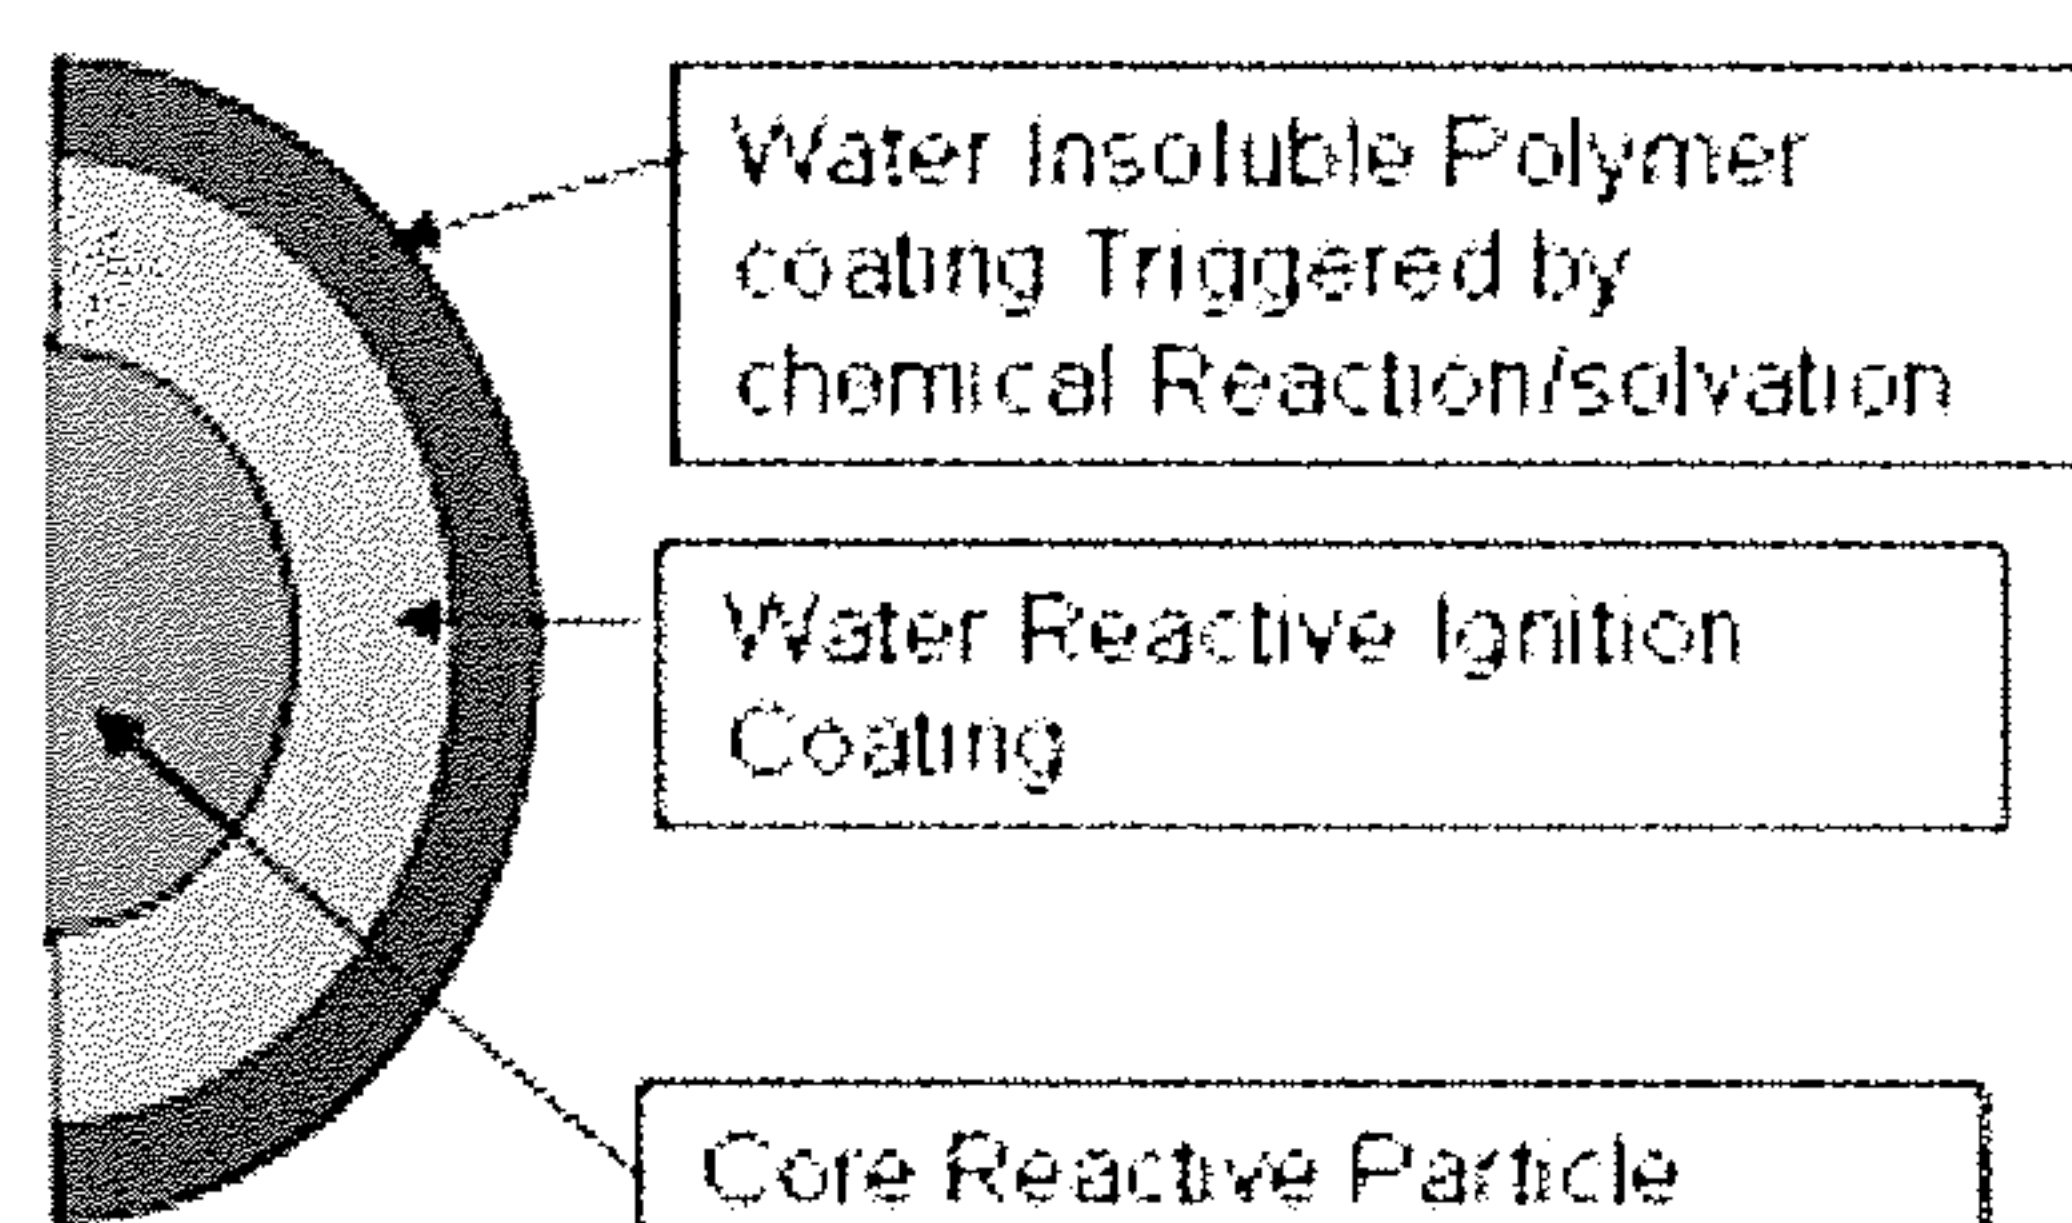 Water Insoluble Polymer
coating Triggered by
chemical Reaction/solvation
Water Reactive Ignition
Coating
Core Reactive Particle